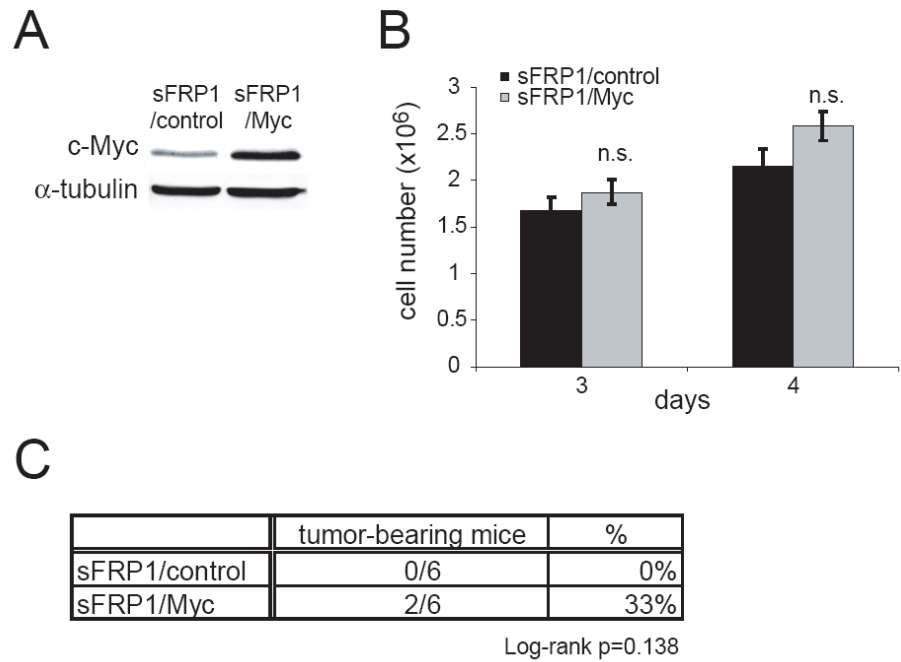 A
sFRP1 sFRP1
/control /Myc
c-Myc
α-tubulin
B
sFRP1/control
sFRP1/Myc
cell number (x10⁶)
3
2.5
2
1.5
1
0.5
0
n.s.
n.s.
3 4
days
C
tumor-bearing mice %
sFRP1/control 0/6 0%
sFRP1/Myc 2/6 33%
Log-rank p=0.138